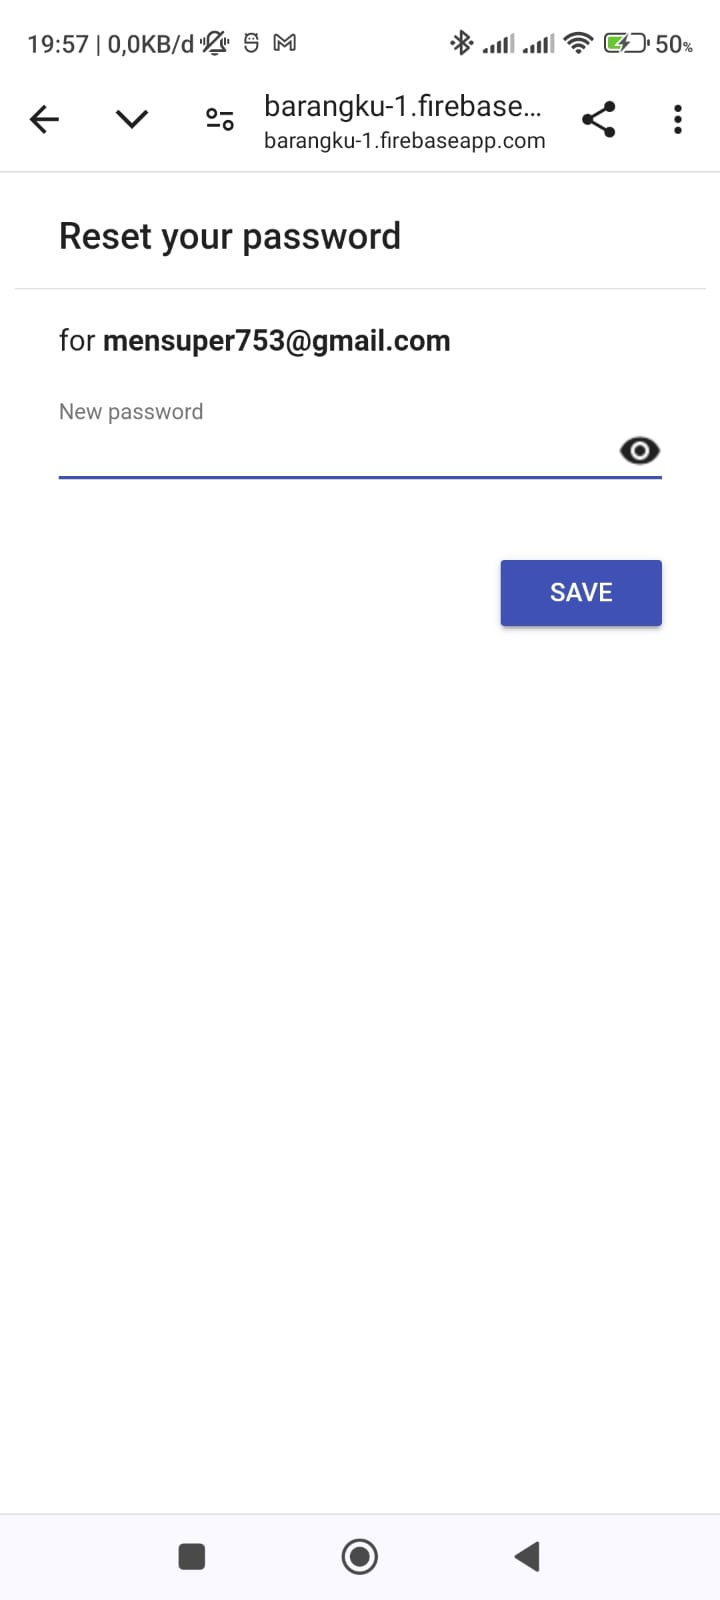 19:57 | 0,0KB/d 50%
barangku-1.firebase...
barangku-1.firebaseapp.com
Reset your password
for mensuper753@gmail.com
New password
SAVE